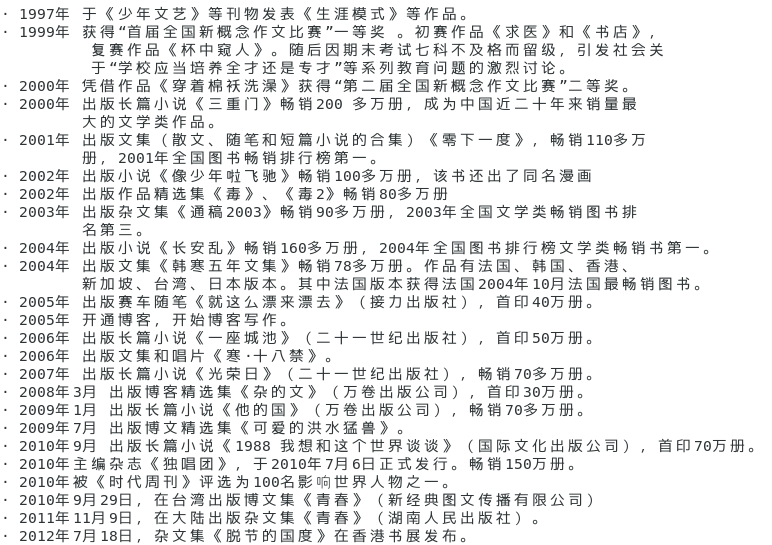 · 1997年 于《少年文艺》等刊物发表《生涯模式》等作品。
· 1999年 获得“首届全国新概念作文比赛”一等奖 。初赛作品《求医》和《书店》，
复赛作品《杯中窥人》。随后因期末考试七科不及格而留级，引发社会关
于“学校应当培养全才还是专才”等系列教育问题的激烈讨论。
· 2000年 凭借作品《穿着棉袄洗澡》获得“第二届全国新概念作文比赛”二等奖。
· 2000年 出版长篇小说《三重门》畅销200 多万册，成为中国近二十年来销量最
大的文学类作品。
· 2001年 出版文集（散文、随笔和短篇小说的合集）《零下一度》，畅销110多万
册，2001年全国图书畅销排行榜第一。
· 2002年 出版小说《像少年啦飞驰》畅销100多万册，该书还出了同名漫画
· 2002年 出版作品精选集《毒》、《毒2》畅销80多万册
· 2003年 出版杂文集《通稿2003》畅销90多万册，2003年全国文学类畅销图书排
名第三。
· 2004年 出版小说《长安乱》畅销160多万册，2004年全国图书排行榜文学类畅销书第一。
· 2004年 出版文集《韩寒五年文集》畅销78多万册。作品有法国、韩国、香港、
新加坡、台湾、日本版本。其中法国版本获得法国2004年10月法国最畅销图书。
· 2005年 出版赛车随笔《就这么漂来漂去》（接力出版社），首印40万册。
· 2005年 开通博客，开始博客写作。
· 2006年 出版长篇小说《一座城池》（二十一世纪出版社），首印50万册。
· 2006年 出版文集和唱片《寒·十八禁》。
· 2007年 出版长篇小说《光荣日》（二十一世纪出版社），畅销70多万册。
· 2008年3月 出版博客精选集《杂的文》（万卷出版公司），首印30万册。
· 2009年1月 出版长篇小说《他的国》（万卷出版公司），畅销70多万册。
· 2009年7月 出版博文精选集《可爱的洪水猛兽》。
· 2010年9月 出版长篇小说《1988 我想和这个世界谈谈》（国际文化出版公司），首印70万册。
· 2010年主编杂志《独唱团》，于2010年7月6日正式发行。畅销150万册。
· 2010年被《时代周刊》评选为100名影响世界人物之一。
· 2010年9月29日，在台湾出版博文集《青春》（新经典图文传播有限公司）
· 2011年11月9日，在大陆出版杂文集《青春》（湖南人民出版社）。
· 2012年7月18日，杂文集《脱节的国度》在香港书展发布。